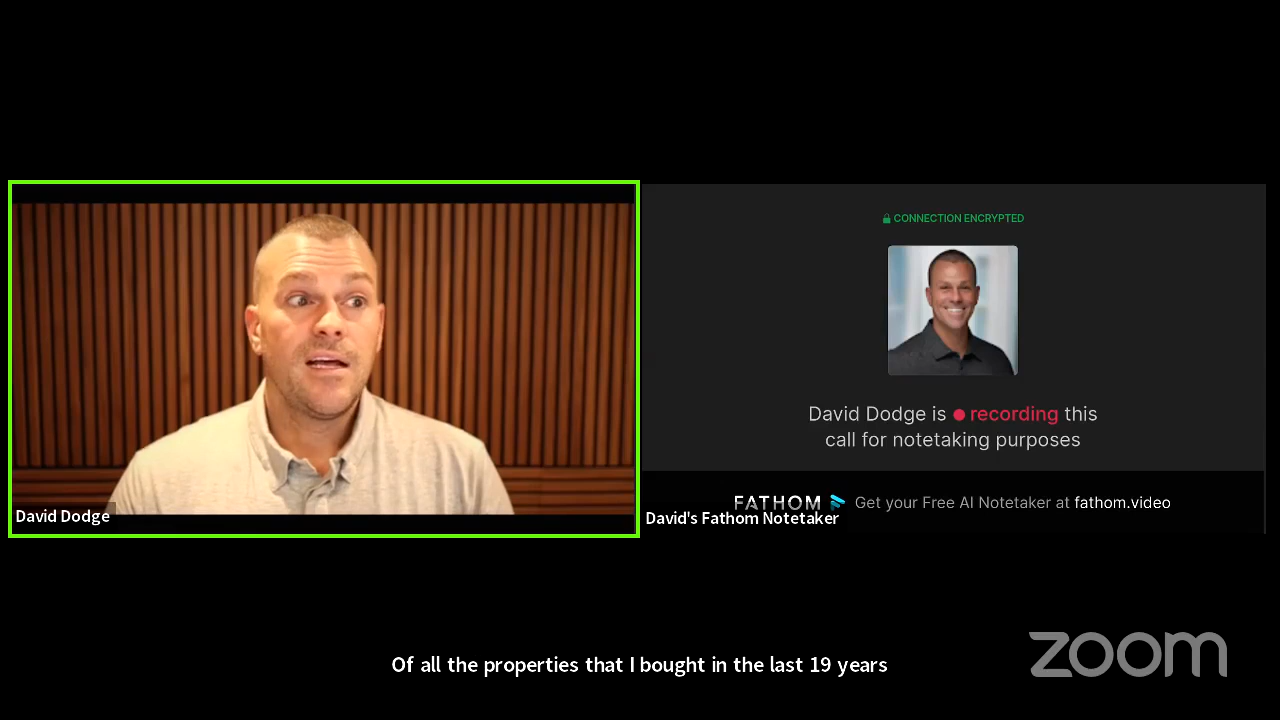 CONNECTION ENCRYPTED
David Dodge is recording this
call for notetaking purposes
FATHOM Get your Free AI Notetaker at fathom.video
David Dodge
David's Fathom Notetaker
Of all the properties that I bought in the last 19 years
zoom